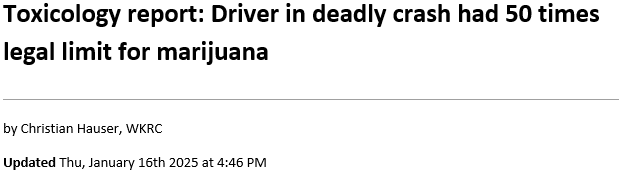 Toxicology report: Driver in deadly crash had 50 times
legal limit for marijuana
by Christian Hauser, WKRC
Updated Thu, January 16th 2025 at 4:46 PM